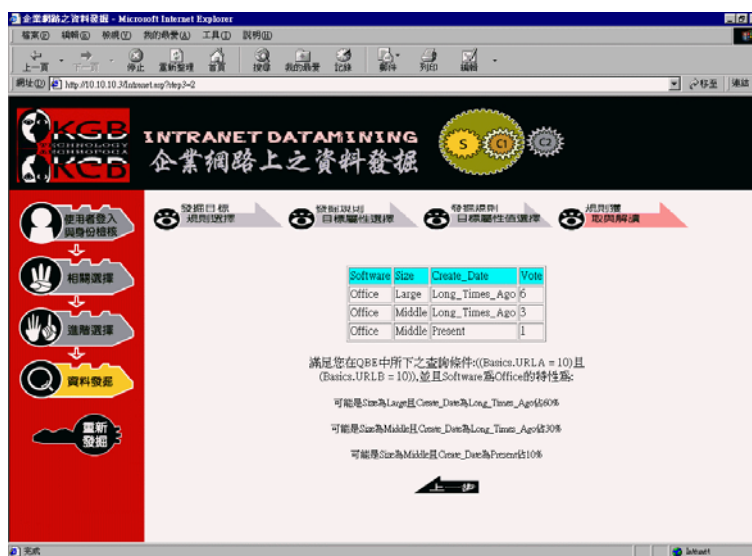 企業網路之資料發掘 - Microsoft Internet Explorer
檔案(F) 編輯(E) 檢視(V) 我的最愛(A) 工具(T) 說明(H)
上一頁 下一頁 停止 重新整理 首頁 搜尋 我的最愛 記錄 郵件 列印 編輯
網址(D) 移至 連結
KGB
TECHNOLOGY
INTRANET DATAMINING
企業網路上之資料發掘
S C1 C2
使用者登入
與身份檢核
相關選擇
進階選擇
資料發掘
重新
發掘
發掘目標
規則選擇
發掘規則
目標屬性選擇
發掘規則
目標屬性值選擇
規則獲
取與解讀
Software Size Create_Date Vote
Office Large Long_Times_Ago 6
Office Middle Long_Times_Ago 3
Office Middle Present 1
滿足您在QBE中所下之查詢條件:((Basics.URLA = 10)且
(Basics.URLB = 10)),並且Software為Office的特性為:
可能是Size為Large且Create_Date為Long_Times_Ago佔60%
可能是Size為Middle且Create_Date為Long_Times_Ago佔30%
可能是Size為Middle且Create_Date為Present佔10%
上一步
完成